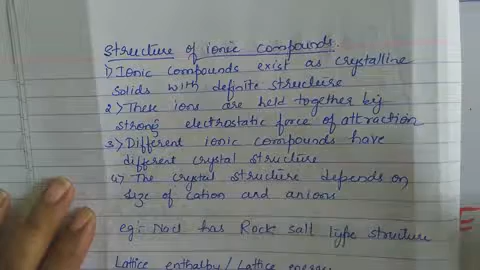 Structure of ionic compounds.
1) Ionic compounds exist as crystalline
solids with definite structure
2) These ions are held together by
strong electrostatic force of attraction
3) Different ionic compounds have
different crystal structure
4) The crystal structure depends on
size of cation and anions
eg:- Nacl has Rock salt type structure
Lattice enthalpy / Lattice energy